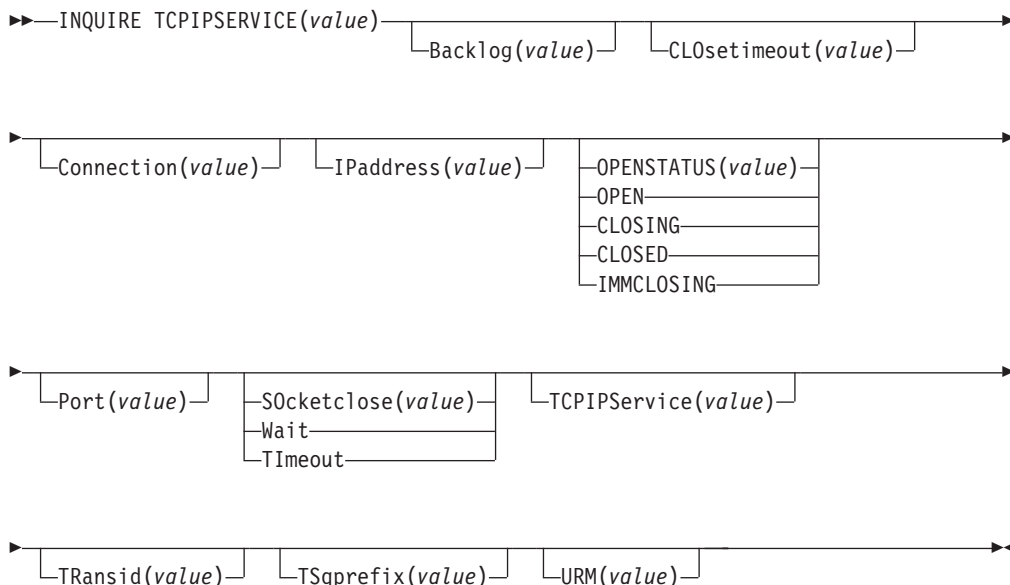 INQUIRE TCPIPSERVICE(value)
Backlog(value) CLOsetimeout(value)
Connection(value) IPaddress(value) OPENSTATUS(value)
OPEN
CLOSING
CLOSED
IMMCLOSING
Port(value) SOcketclose(value) TCPIPService(value)
Wait
TImeout
TRansid(value) TSqprefix(value) URM(value)